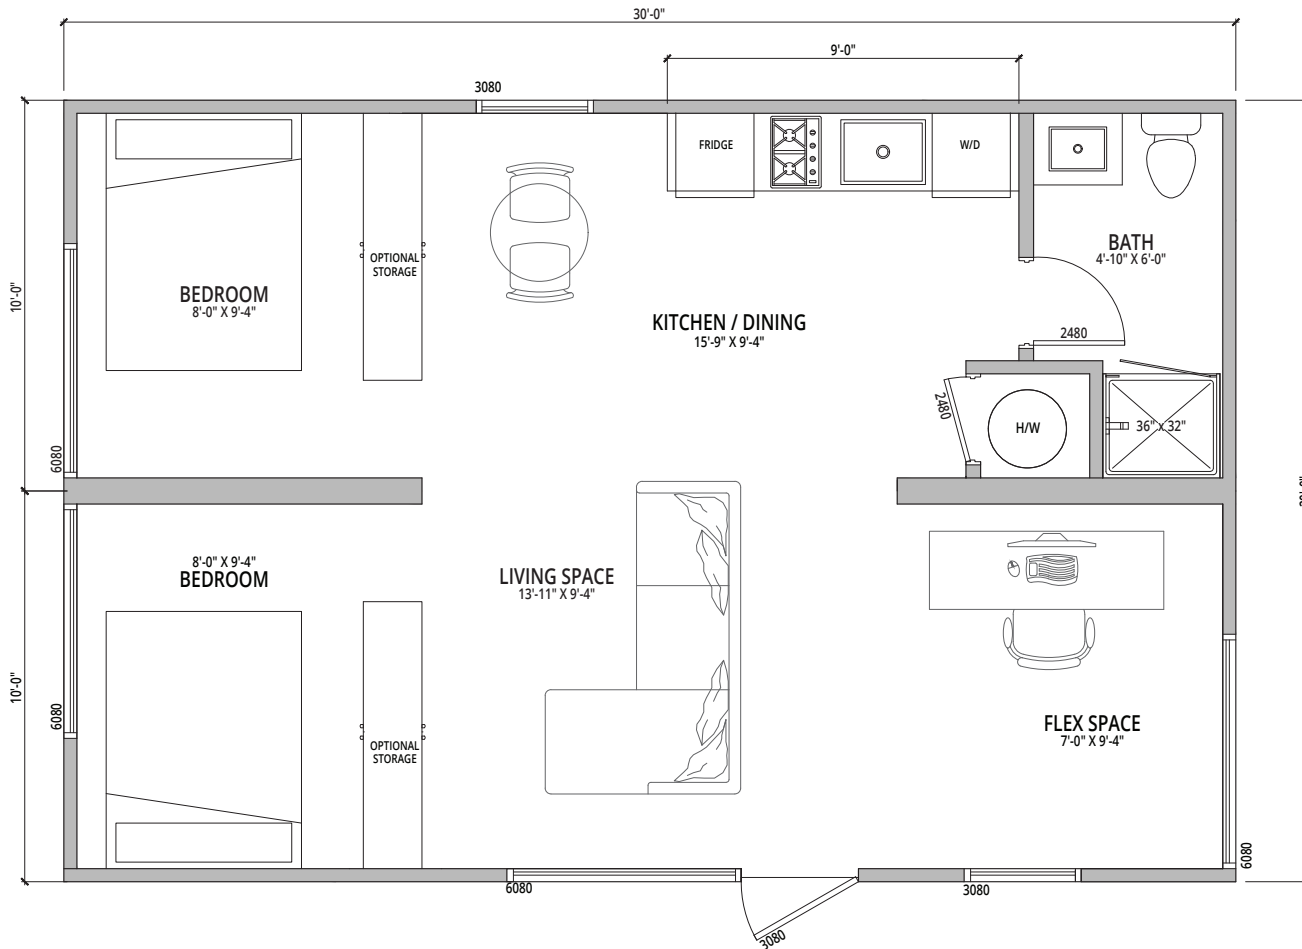 30'-0"
9'-0"
3080
FRIDGE
W/D
BATH
4'-10" X 6'-0"
OPTIONAL
STORAGE
BEDROOM
8'-0" X 9'-4"
10'-0"
KITCHEN / DINING
15'-9" X 9'-4"
2480
2480
H/W
36" x 32"
6080
8'-0" X 9'-4"
BEDROOM
LIVING SPACE
13'-11" X 9'-4"
10'-0"
6080
FLEX SPACE
7'-0" X 9'-4"
OPTIONAL
STORAGE
6080
6080
3080
3080